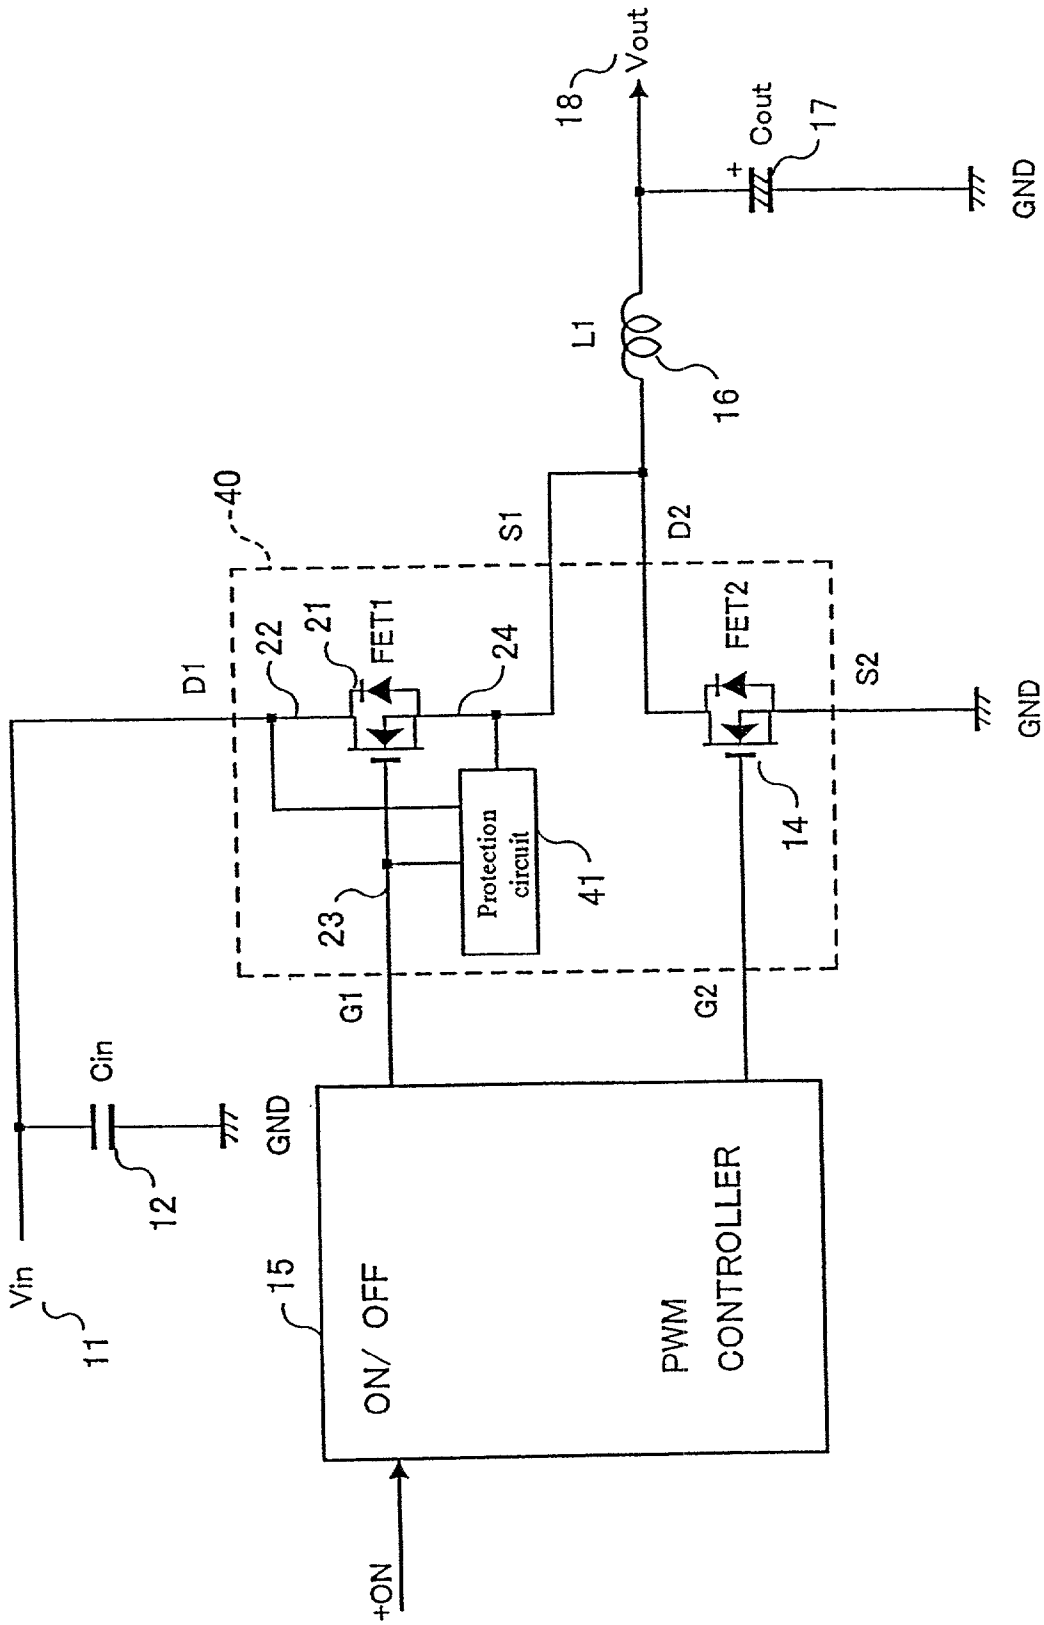 Vin
11
12
Cin
GND
D1
22
21
FET1
40
23
24
G1
S1
Protection
circuit
41
15
ON/ OFF
+ON
PWM
CONTROLLER
G2
14
FET2
D2
S2
GND
L1
16
18
Vout
+
Cout
17
GND